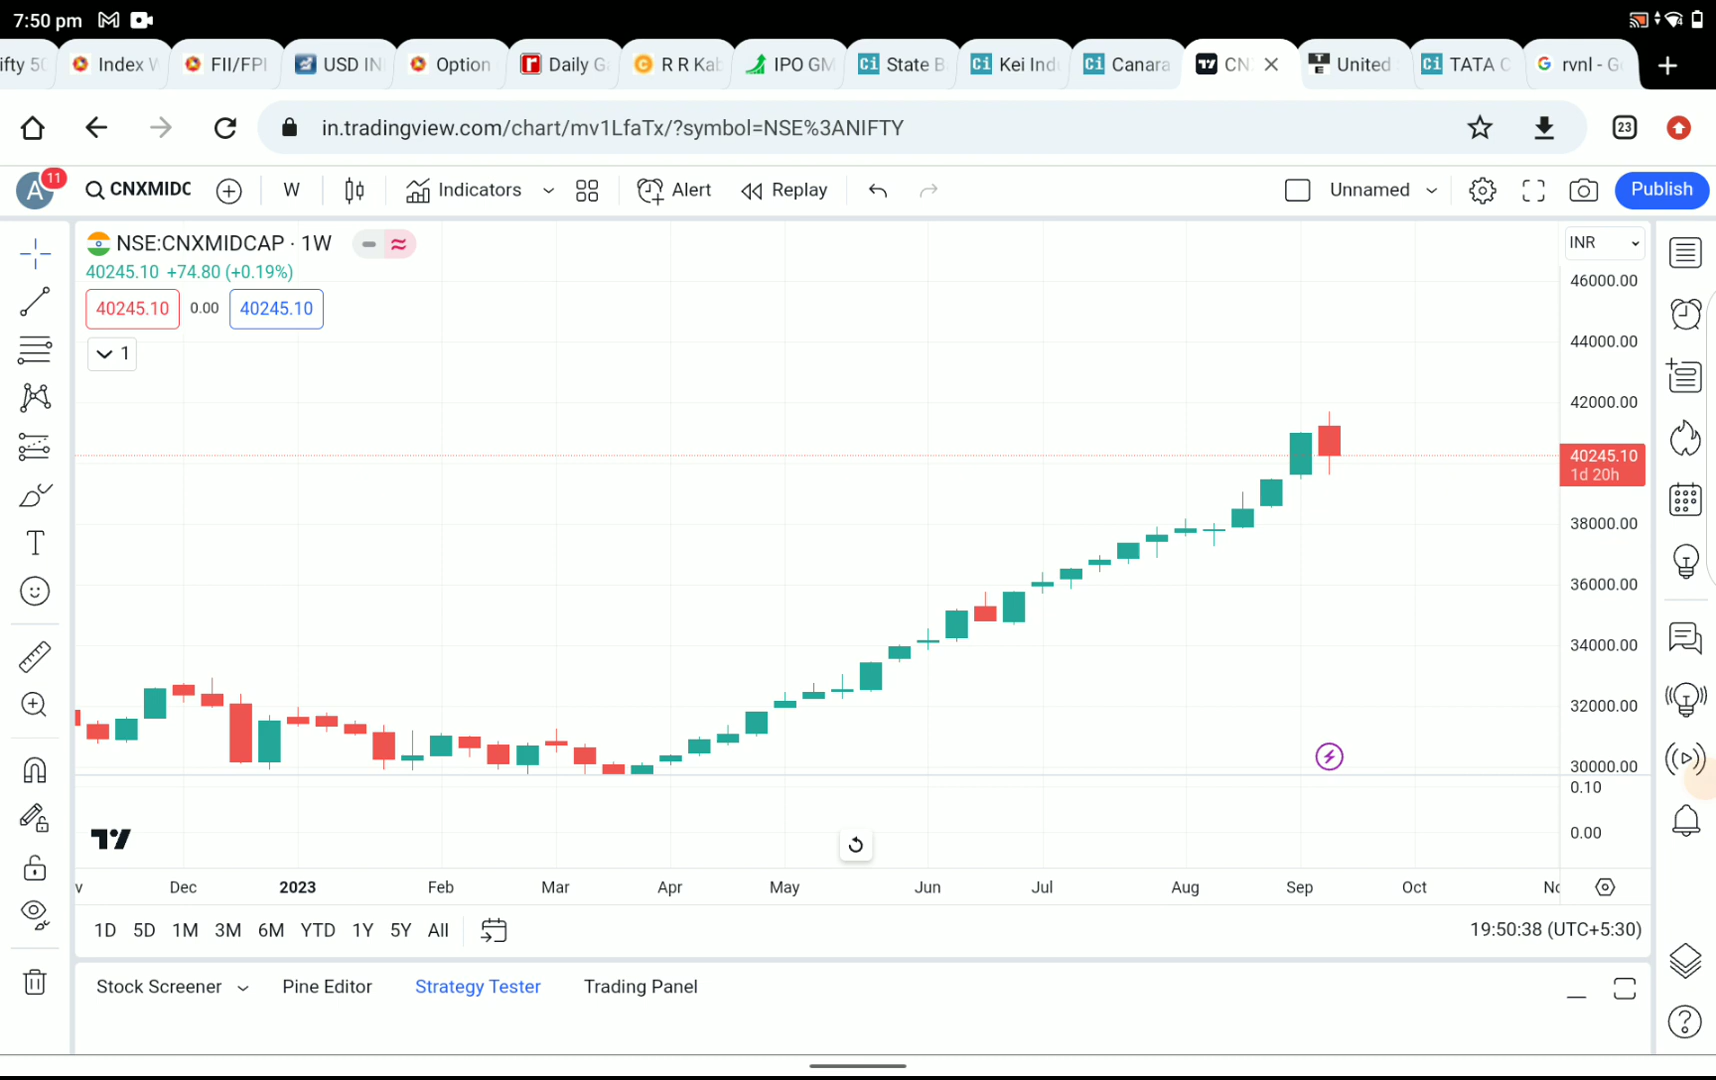 7:50 pm
ifty 50
Index W
FII/FPI
USD IN
Option
Daily Ga
R R Kab
IPO GM
State B
Kei Indu
Canara
CN
United
TATA C
rvnl - Go
in.tradingview.com/chart/mv1LfaTx/?symbol=NSE%3ANIFTY
23
A
11
CNXMIDC
W
Indicators
Alert
Replay
Unnamed
Publish
NSE:CNXMIDCAP · 1W
INR
40245.10 +74.80 (+0.19%)
40245.10
0.00
40245.10
1
46000.00
44000.00
42000.00
40245.10
1d 20h
38000.00
36000.00
34000.00
32000.00
30000.00
0.10
0.00
v
Dec
2023
Feb
Mar
Apr
May
Jun
Jul
Aug
Sep
Oct
No
1D
5D
1M
3M
6M
YTD
1Y
5Y
All
19:50:38 (UTC+5:30)
Stock Screener
Pine Editor
Strategy Tester
Trading Panel